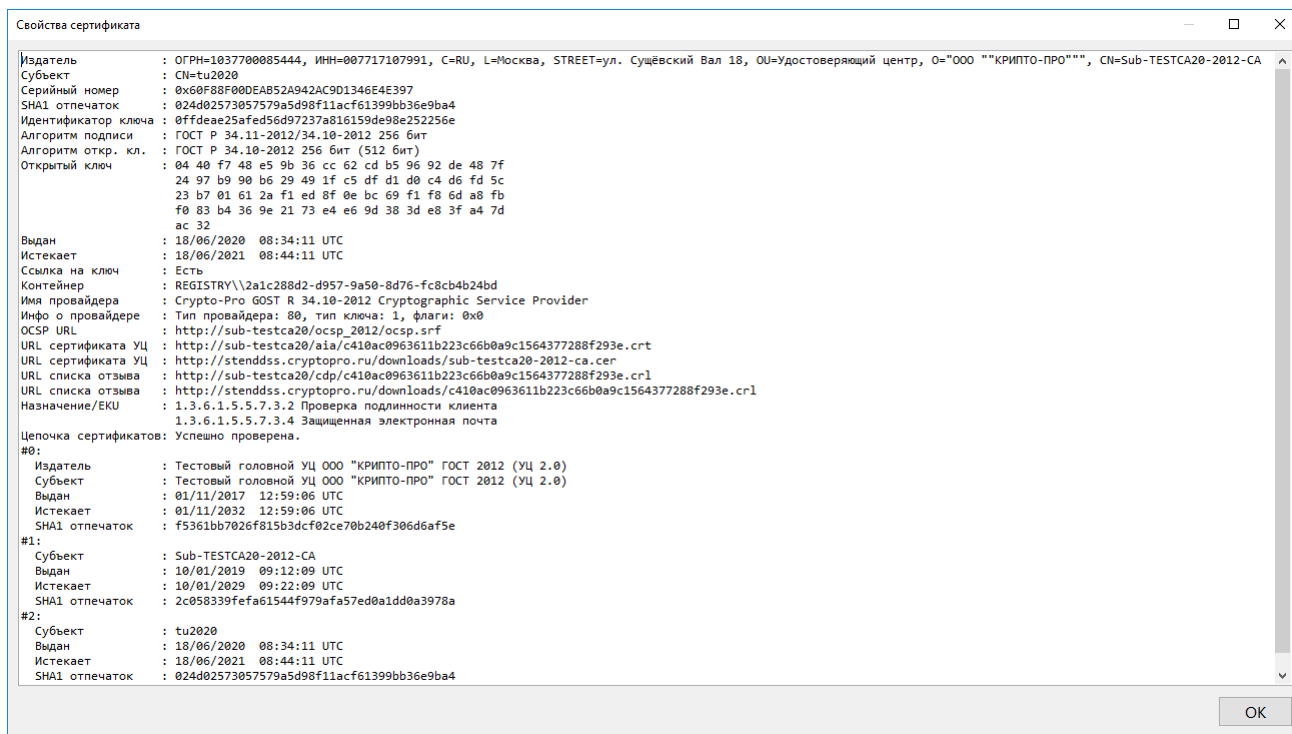 Свойства сертификата
Издатель : ОГРН=1037700085444, ИНН=007717107991, C=RU, L=Москва, STREET=ул. Сущёвский Вал 18, OU=Удостоверяющий центр, O="ООО ""КРИПТО-ПРО""", CN=Sub-TESTCA20-2012-CA
Субъект : CN=tu2020
Серийный номер : 0x60F88F00DEAB52A942AC9D1346E4E397
SHA1 отпечаток : 024d02573057579a5d98f11acf61399bb36e9ba4
Идентификатор ключа : 0ffdeae25afed56d97237a816159de98e252256e
Алгоритм подписи : ГОСТ Р 34.11-2012/34.10-2012 256 бит
Алгоритм откр. кл. : ГОСТ Р 34.10-2012 256 бит (512 бит)
Открытый ключ : 04 40 f7 48 e5 9b 36 cc 62 cd b5 96 92 de 48 7f
24 97 b9 90 b6 29 49 1f c5 df d1 d0 c4 d6 fd 5c
23 b7 01 61 2a f1 ed 8f 0e bc 69 f1 f8 6d a8 fb
f0 83 b4 36 9e 21 73 e4 e6 9d 38 3d e8 3f a4 7d
ac 32
Выдан : 18/06/2020 08:34:11 UTC
Истекает : 18/06/2021 08:44:11 UTC
Ссылка на ключ : Есть
Контейнер : REGISTRY\\2a1c288d2-d957-9a50-8d76-fc8cb4b24bd
Имя провайдера : Crypto-Pro GOST R 34.10-2012 Cryptographic Service Provider
Инфо о провайдере : Тип провайдера: 80, тип ключа: 1, флаги: 0x0
OCSP URL : http://sub-testca20/ocsp_2012/ocsp.srf
URL сертификата УЦ : http://sub-testca20/aia/c410ac0963611b223c66b0a9c1564377288f293e.crt
URL сертификата УЦ : http://stenddss.cryptopro.ru/downloads/sub-testca20-2012-ca.cer
URL списка отзыва : http://sub-testca20/cdp/c410ac0963611b223c66b0a9c1564377288f293e.crl
URL списка отзыва : http://stenddss.cryptopro.ru/downloads/c410ac0963611b223c66b0a9c1564377288f293e.crl
Назначение/EKU : 1.3.6.1.5.5.7.3.2 Проверка подлинности клиента
1.3.6.1.5.5.7.3.4 Защищенная электронная почта
Цепочка сертификатов: Успешно проверена.
#0:
Издатель : Тестовый головной УЦ ООО "КРИПТО-ПРО" ГОСТ 2012 (УЦ 2.0)
Субъект : Тестовый головной УЦ ООО "КРИПТО-ПРО" ГОСТ 2012 (УЦ 2.0)
Выдан : 01/11/2017 12:59:06 UTC
Истекает : 01/11/2032 12:59:06 UTC
SHA1 отпечаток : f5361bb7026f815b3dcf02ce70b240f306d6af5e
#1:
Субъект : Sub-TESTCA20-2012-CA
Выдан : 10/01/2019 09:12:09 UTC
Истекает : 10/01/2029 09:22:09 UTC
SHA1 отпечаток : 2c058339fefa61544f979afa57ed0a1dd0a3978a
#2:
Субъект : tu2020
Выдан : 18/06/2020 08:34:11 UTC
Истекает : 18/06/2021 08:44:11 UTC
SHA1 отпечаток : 024d02573057579a5d98f11acf61399bb36e9ba4
OK